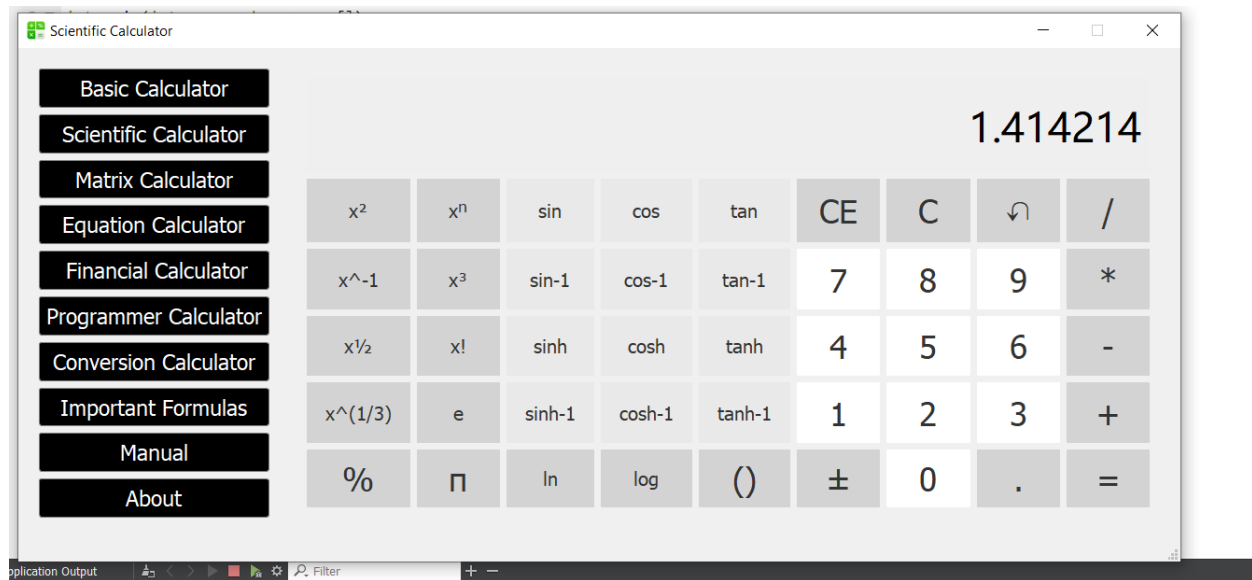 Scientific Calculator
Basic Calculator
Scientific Calculator
Matrix Calculator
Equation Calculator
Financial Calculator
Programmer Calculator
Conversion Calculator
Important Formulas
Manual
About
1.414214
x² xⁿ sin cos tan CE C /
x^-1 x³ sin-1 cos-1 tan-1 7 8 9 *
x½ x! sinh cosh tanh 4 5 6 -
x^(1/3) e sinh-1 cosh-1 tanh-1 1 2 3 +
% п ln log () ± 0 . =
pplication Output Filter + −